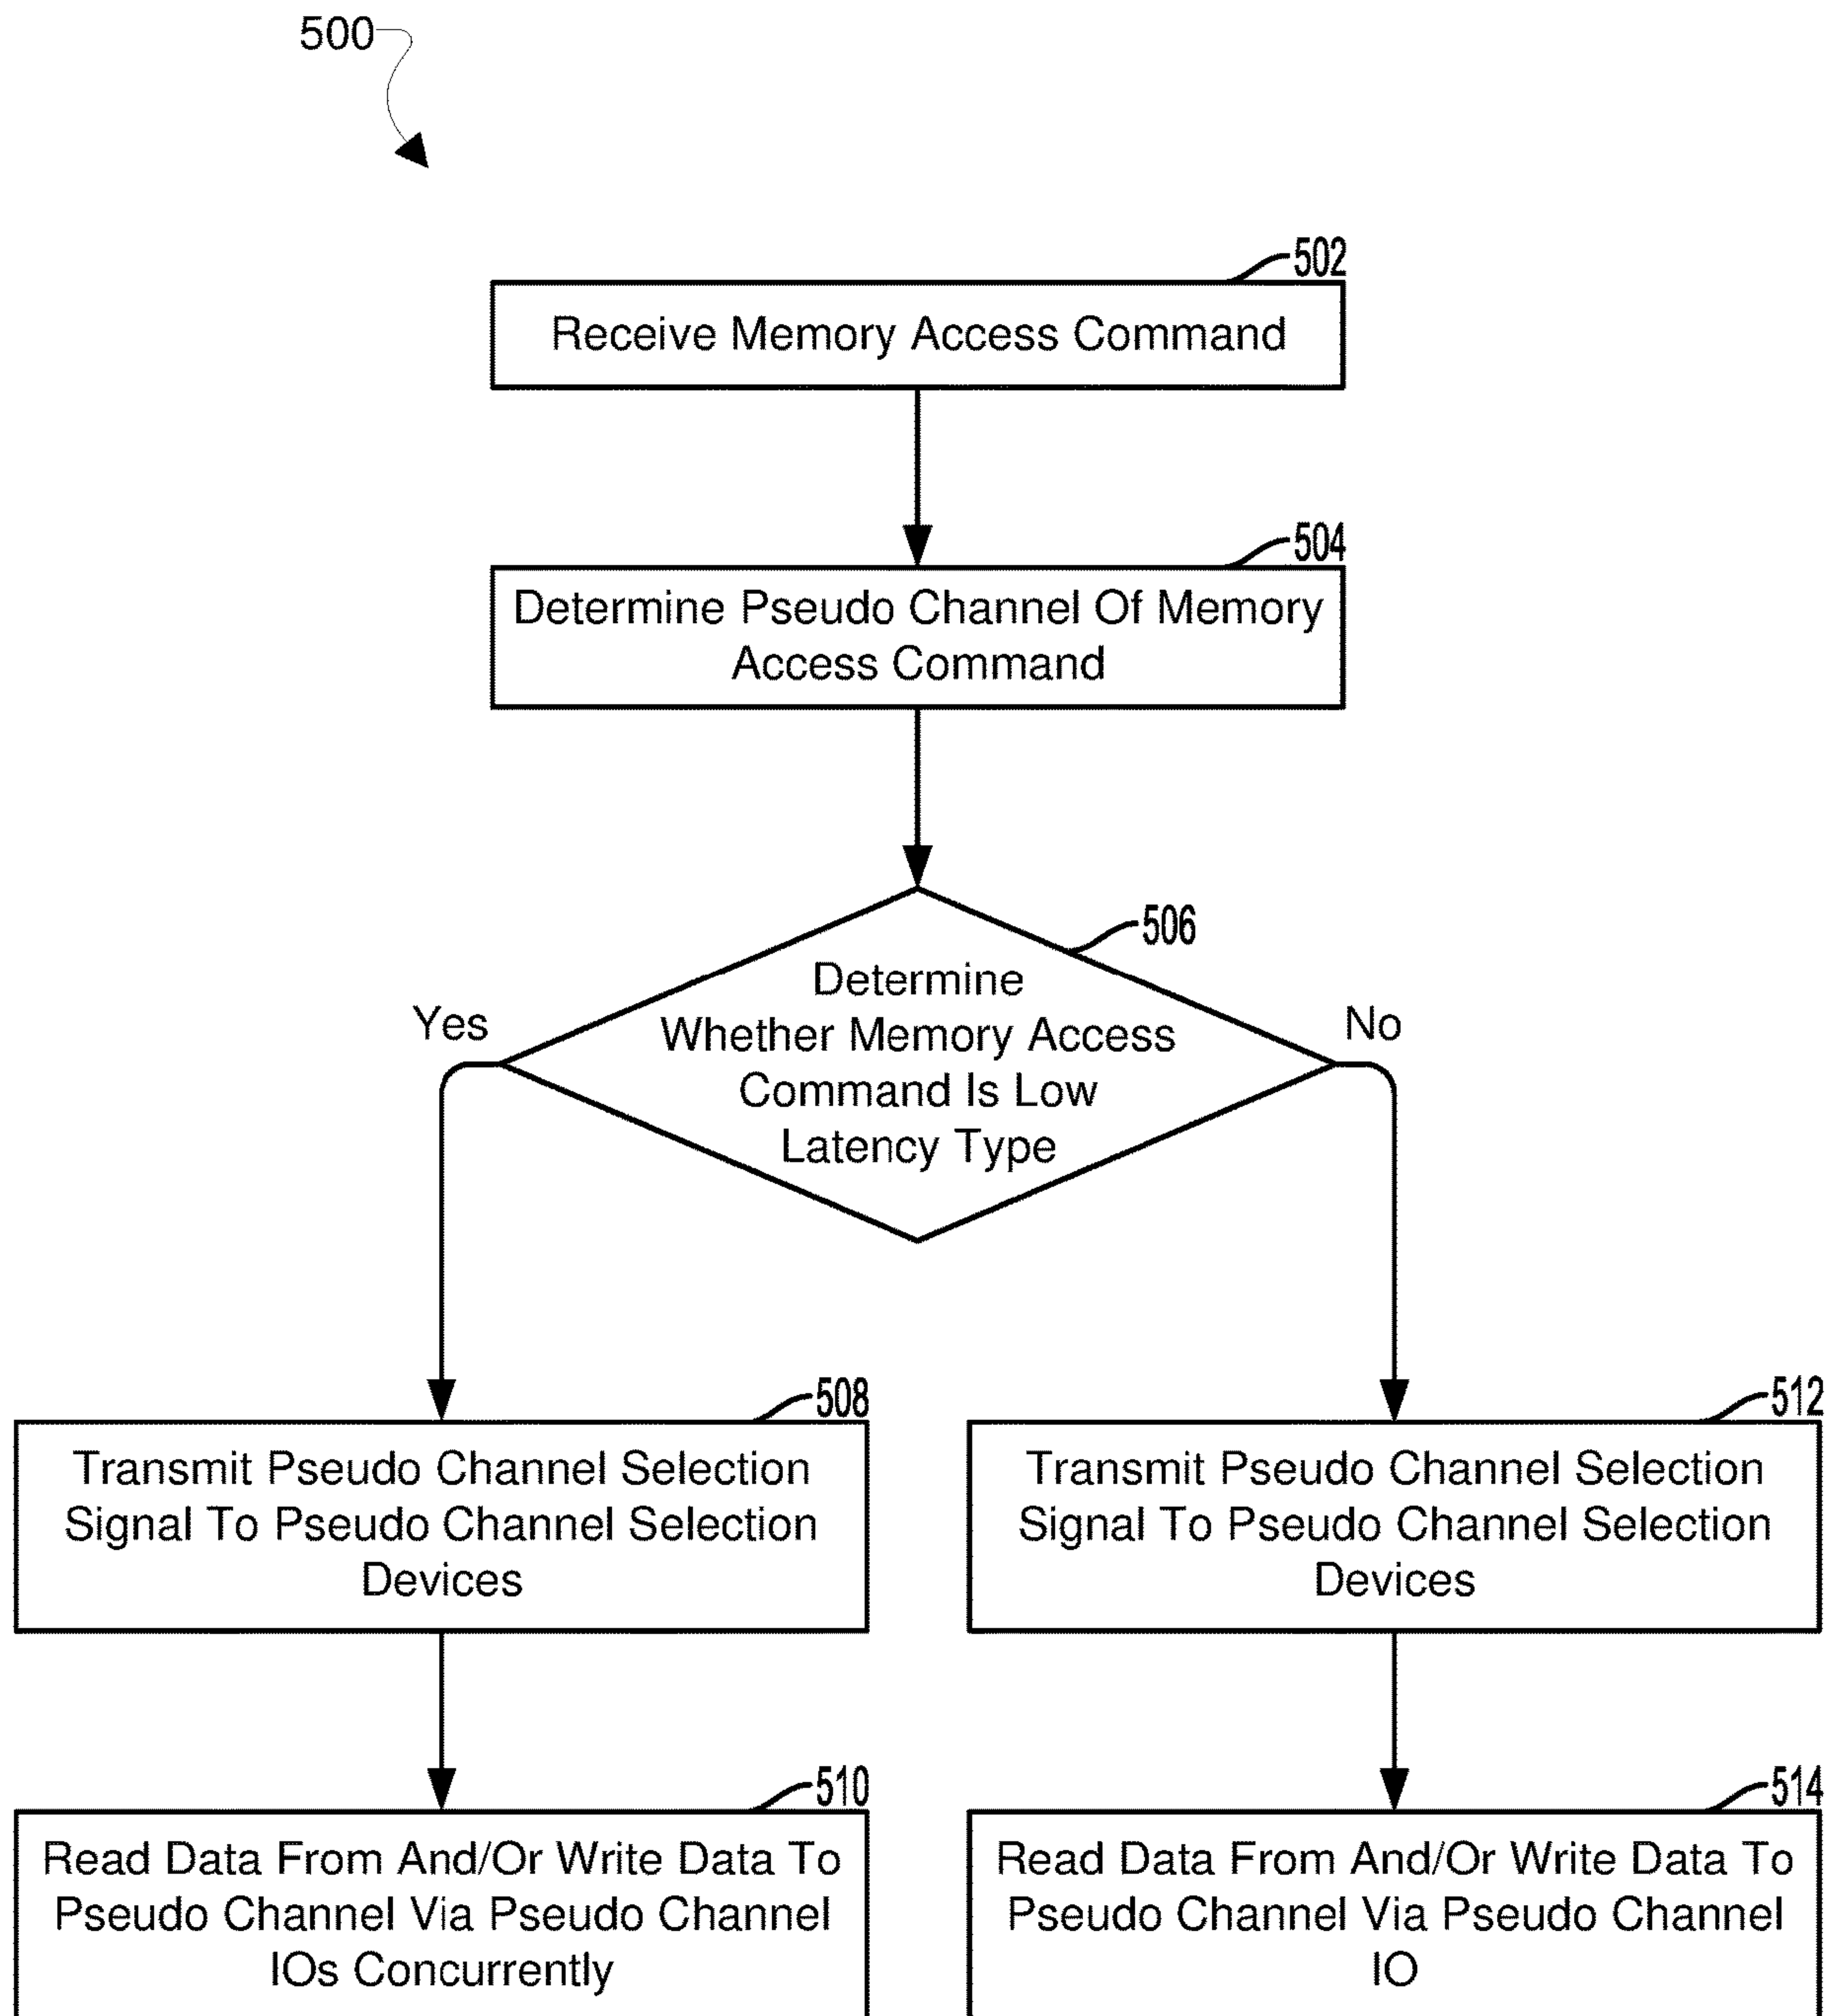 500
502
Receive Memory Access Command
504
Determine Pseudo Channel Of Memory
Access Command
506
Determine
Whether Memory Access
Command Is Low
Latency Type
Yes
No
508
Transmit Pseudo Channel Selection
Signal To Pseudo Channel Selection
Devices
512
Transmit Pseudo Channel Selection
Signal To Pseudo Channel Selection
Devices
510
Read Data From And/Or Write Data To
Pseudo Channel Via Pseudo Channel
IOs Concurrently
514
Read Data From And/Or Write Data To
Pseudo Channel Via Pseudo Channel
IO